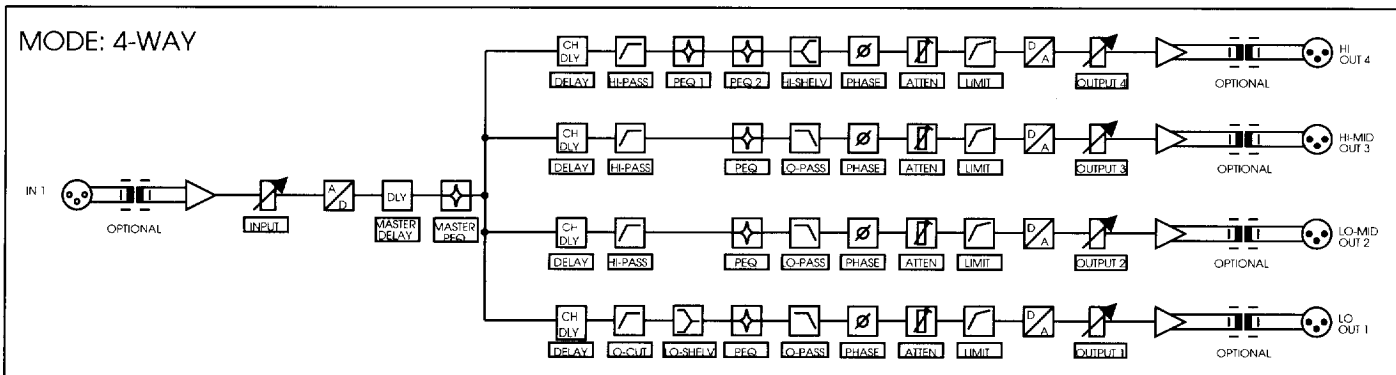 MODE: 4-WAY
CH DLY
D A
HI OUT 4
DELAY HI-PASS PEQ 1 PEQ 2 HI-SHELV PHASE ATTEN LIMIT OUTPUT 4 OPTIONAL
CH DLY
D A
HI-MID OUT 3
DELAY HI-PASS PEQ LO-PASS PHASE ATTEN LIMIT OUTPUT 3 OPTIONAL
IN 1
A D
DLY
OPTIONAL INPUT MASTER DELAY MASTER PEQ
CH DLY
D A
LO-MID OUT 2
DELAY HI-PASS PEQ LO-PASS PHASE ATTEN LIMIT OUTPUT 2 OPTIONAL
CH DLY
D A
LO OUT 1
DELAY LO-CUT LO-SHELV PEQ LO-PASS PHASE ATTEN LIMIT OUTPUT 1 OPTIONAL